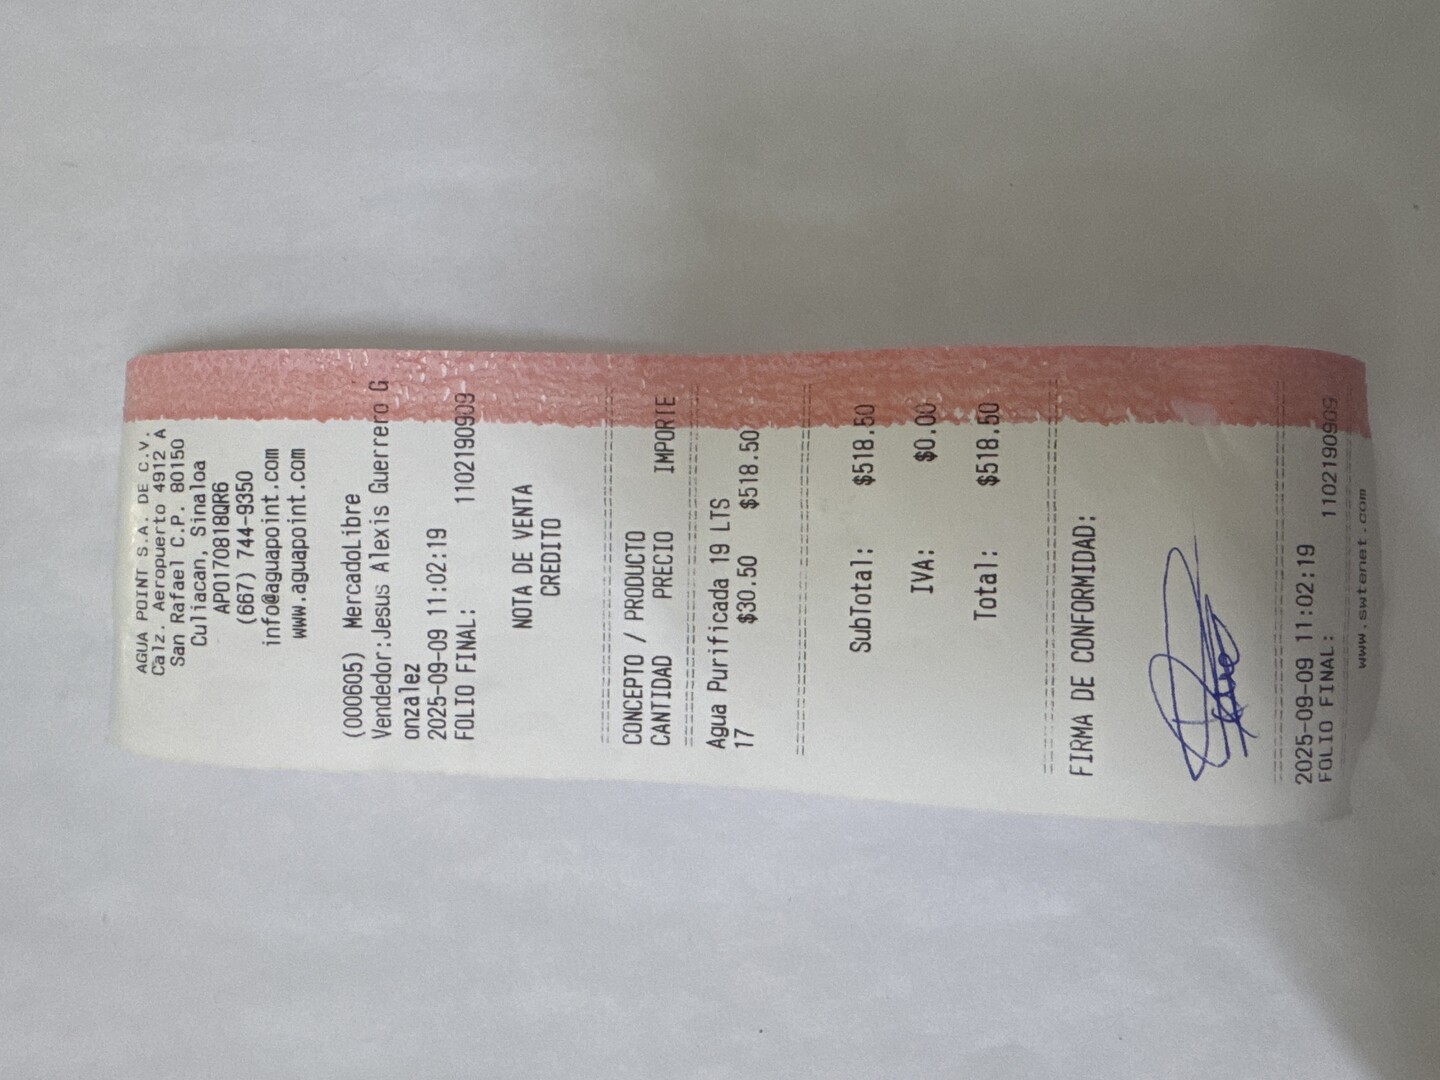 AGUA POINT S.A. DE C.V.
Calz. Aeropuerto 4912 A
San Rafael C.P. 80150
Culiacan, Sinaloa
APO170818QR6
(667) 744-9350
info@aguapoint.com
www.aguapoint.com
(000605) MercadoLibre
Vendedor:Jesus Alexis Guerrero G
onzalez
2025-09-09 11:02:19
FOLIO FINAL: 1102190909
NOTA DE VENTA
CREDITO
CONCEPTO / PRODUCTO
CANTIDAD PRECIO IMPORTE
Agua Purificada 19 LTS
17 $30.50 $518.50
SubTotal: $518.50
IVA: $0.00
Total: $518.50
FIRMA DE CONFORMIDAD:
2025-09-09 11:02:19
FOLIO FINAL: 1102190909
www.swtenet.com